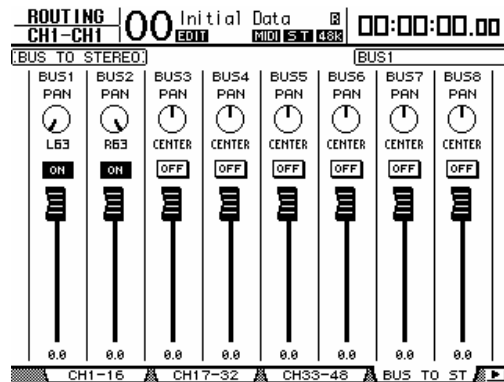 ROUTING
CH1-CH1
00 Initial Data
EDIT MIDI ST 48K
00:00:00.00
BUS TO STEREO
BUS1
BUS1 BUS2 BUS3 BUS4 BUS5 BUS6 BUS7 BUS8
PAN PAN PAN PAN PAN PAN PAN PAN
L63 R63 CENTER CENTER CENTER CENTER CENTER CENTER
ON ON OFF OFF OFF OFF OFF OFF
0.0 0.0 0.0 0.0 0.0 0.0 0.0 0.0
CH1-16 CH17-32 CH33-48 BUS TO ST